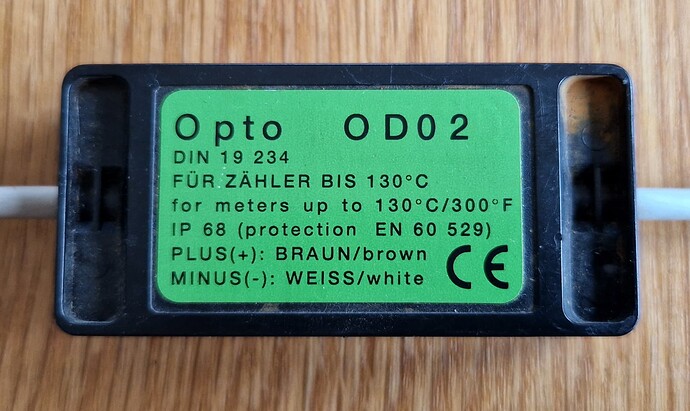 Opto OD02
DIN 19 234
FÜR ZÄHLER BIS 130°C
for meters up to 130°C/300°F
IP 68 (protection EN 60 529)
PLUS(+): BRAUN/brown
MINUS(-): WEISS/white CE